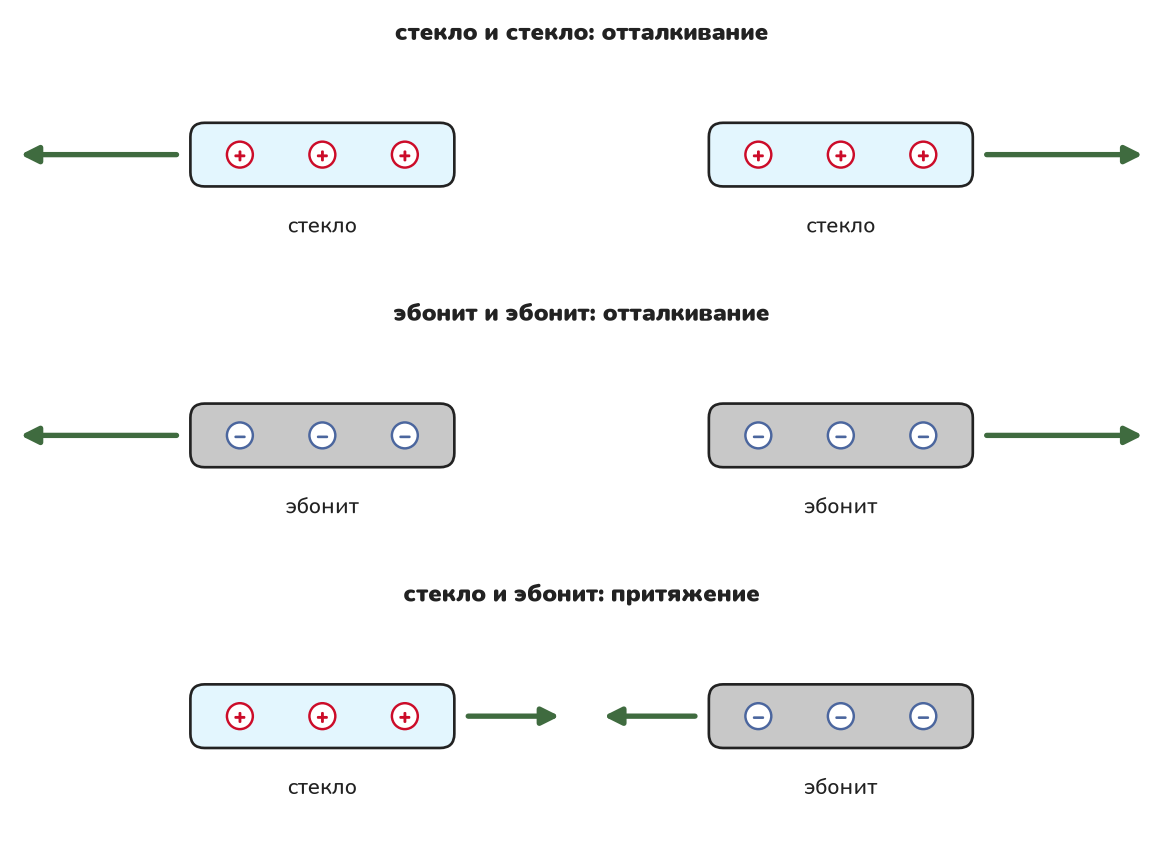 стекло и стекло: отталкивание
+ + + + + +
стекло стекло
эбонит и эбонит: отталкивание
− − − − − −
эбонит эбонит
стекло и эбонит: притяжение
+ + + − − −
стекло эбонит